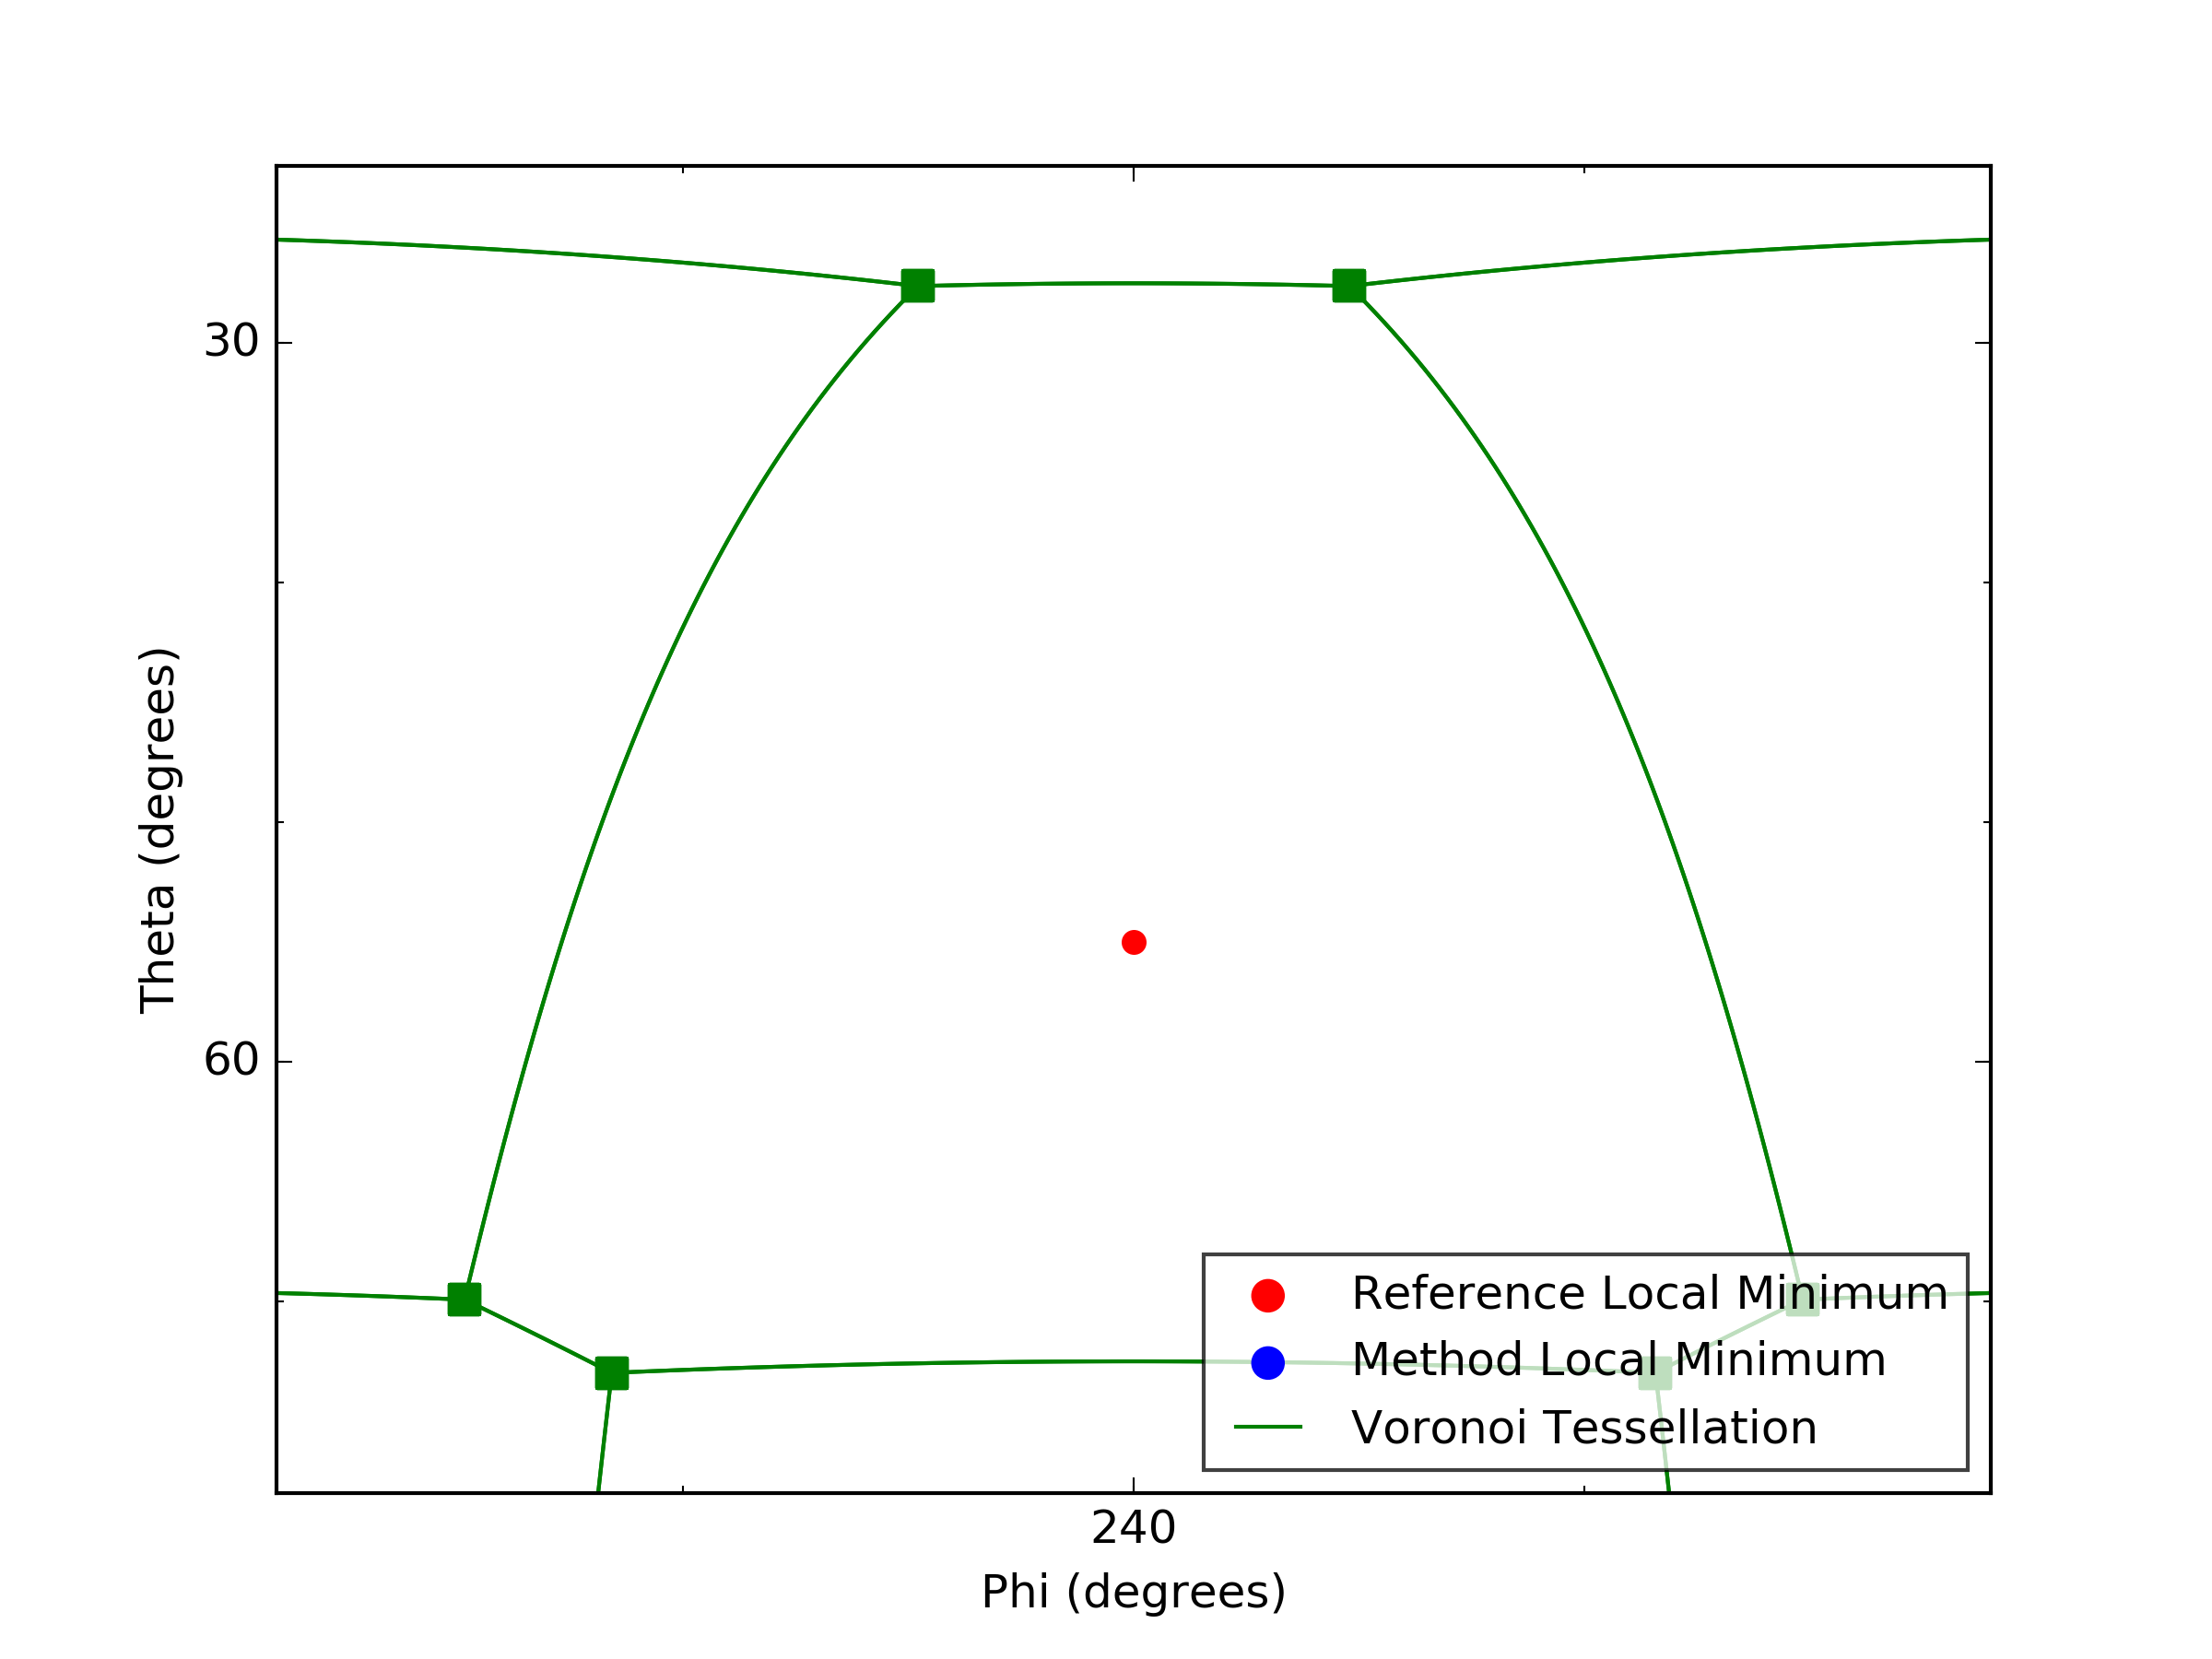 30
60
Theta (degrees)
240
Phi (degrees)
Reference Local Minimum
Method Local Minimum
Voronoi Tessellation